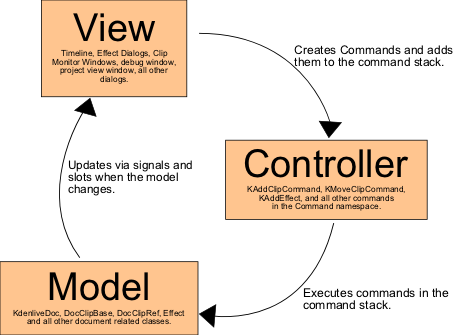 View
Timeline, Effect Dialogs, Clip
Monitor Windows, debug window,
project view window, all other
dialogs.
Creates Commands and adds
them to the command stack.
Controller
KAddClipCommand, KMoveClipCommand,
KAddEffect, and all other commands
in the Command namespace.
Updates via signals and
slots when the model
changes.
Model
KdenliveDoc, DocClipBase, DocClipRef, Effect
and all other document related classes.
Executes commands in the
command stack.